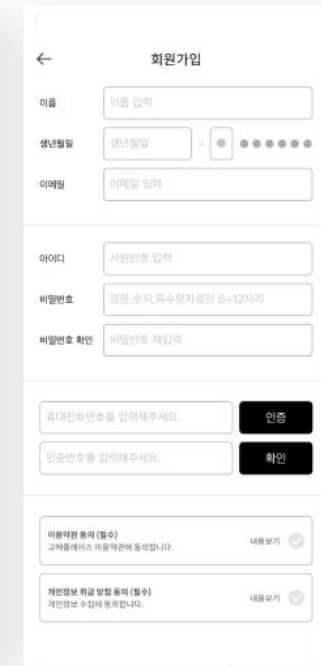 회원가입
이름 이름 입력
생년월일 생년월일 -
이메일 이메일 입력
아이디 사원번호 입력
비밀번호 영문,숫자,특수문자로만 6~12자리
비밀번호 확인 비밀번호 재입력
휴대전화번호를 입력해주세요. 인증
인증번호를 입력해주세요. 확인
이용약관 동의 (필수)
고케플레이스 이용약관에 동의합니다. 내용보기
개인정보 취급 방침 동의 (필수)
개인정보 수집에 동의합니다. 내용보기